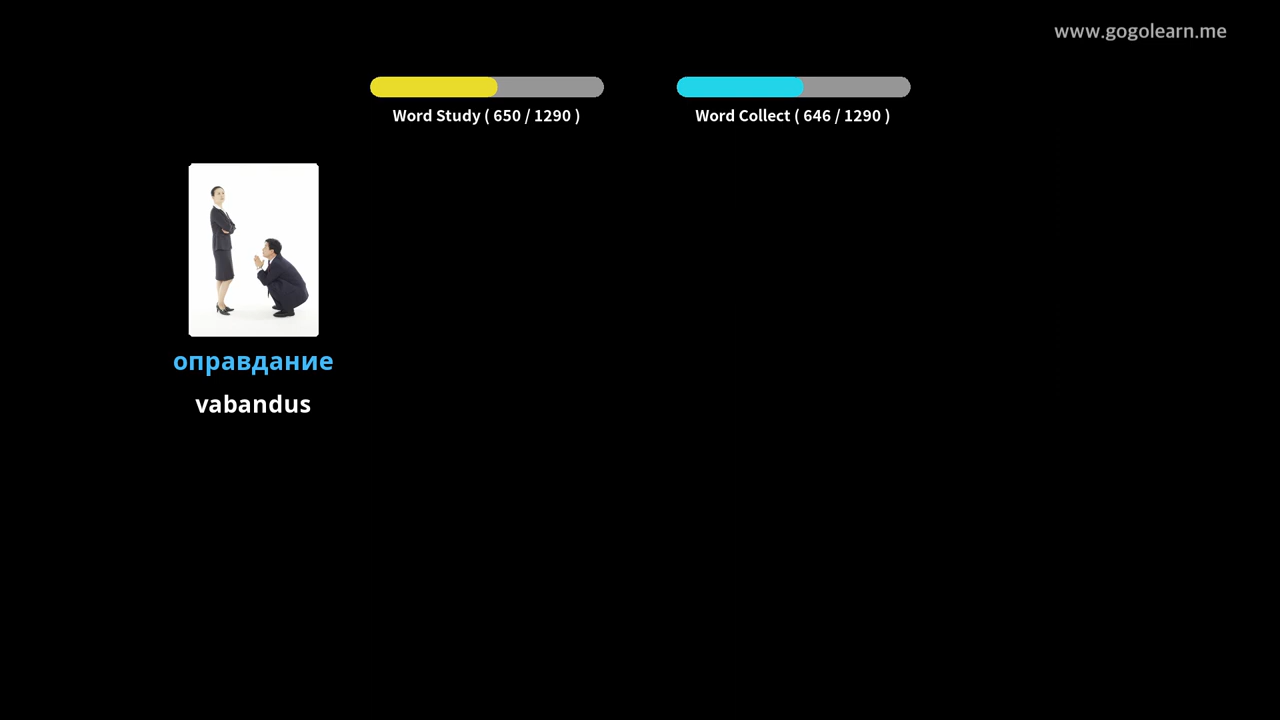 www.gogolearn.me
Word Study ( 650 / 1290 )
Word Collect ( 646 / 1290 )
оправдание
vabandus